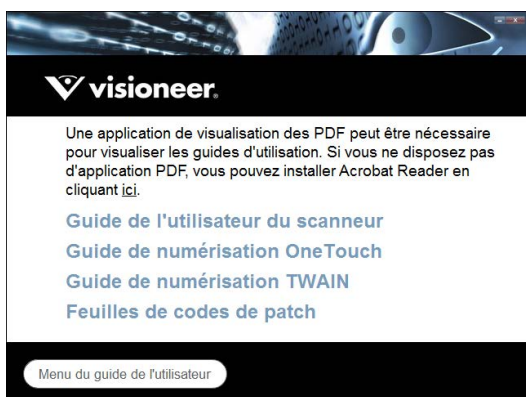 visioneer®
Une application de visualisation des PDF peut être nécessaire
pour visualiser les guides d'utilisation. Si vous ne disposez pas
d'application PDF, vous pouvez installer Acrobat Reader en
cliquant ici.
Guide de l'utilisateur du scanneur
Guide de numérisation OneTouch
Guide de numérisation TWAIN
Feuilles de codes de patch
Menu du guide de l'utilisateur